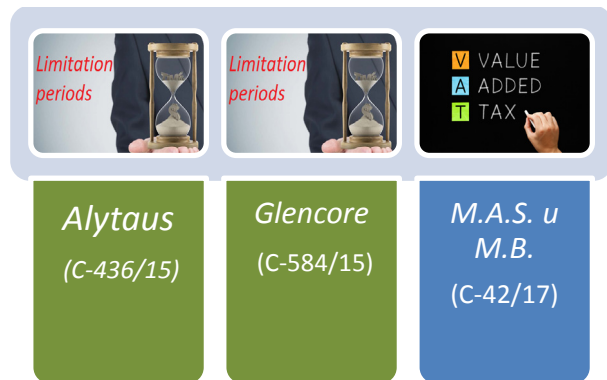 Limitation
periods
Limitation
periods
V VALUE
A ADDED
T TAX
Alytaus
(C-436/15)
Glencore
(C-584/15)
M.A.S. u
M.B.
(C-42/17)